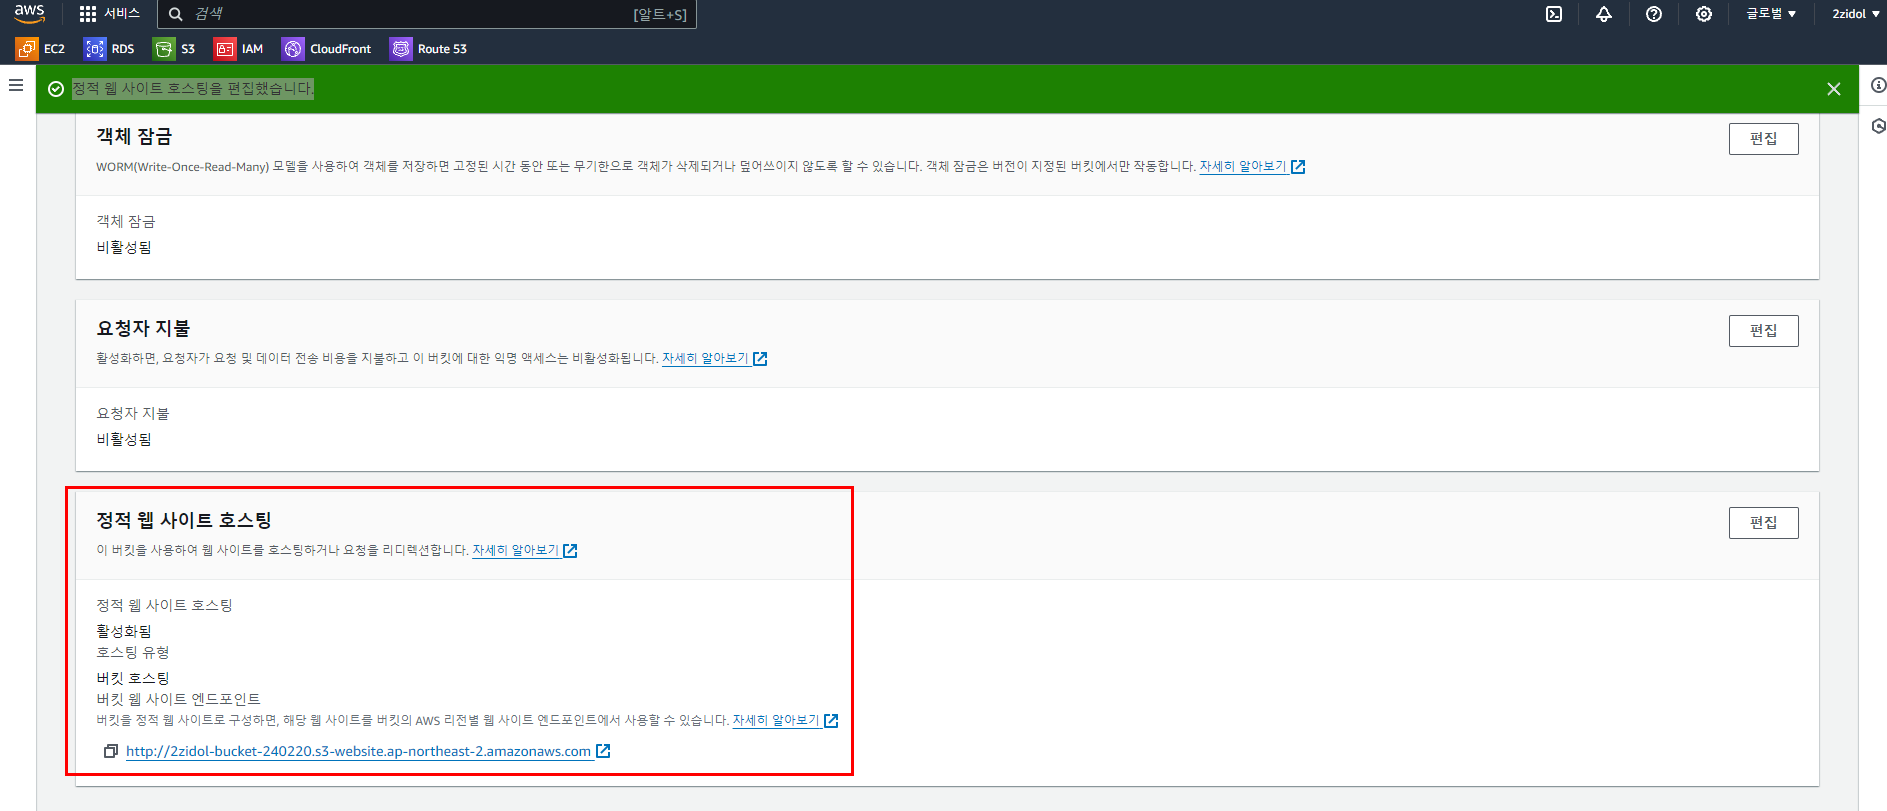 aws 서비스 검색 [알트+S] 글로벌 2zidol
EC2 RDS S3 IAM CloudFront Route 53
정적 웹 사이트 호스팅을 편집했습니다.
객체 잠금 편집
WORM(Write-Once-Read-Many) 모델을 사용하여 객체를 저장하면 고정된 시간 동안 또는 무기한으로 객체가 삭제되거나 덮어쓰이지 않도록 할 수 있습니다. 객체 잠금은 버전이 지정된 버킷에서만 작동합니다. 자세히 알아보기
객체 잠금
비활성됨
요청자 지불 편집
활성화하면, 요청자가 요청 및 데이터 전송 비용을 지불하고 이 버킷에 대한 익명 액세스는 비활성화됩니다. 자세히 알아보기
요청자 지불
비활성됨
정적 웹 사이트 호스팅 편집
이 버킷을 사용하여 웹 사이트를 호스팅하거나 요청을 리디렉션합니다. 자세히 알아보기
정적 웹 사이트 호스팅
활성화됨
호스팅 유형
버킷 호스팅
버킷 웹 사이트 엔드포인트
버킷을 정적 웹 사이트로 구성하면, 해당 웹 사이트를 버킷의 AWS 리전별 웹 사이트 엔드포인트에서 사용할 수 있습니다. 자세히 알아보기
http://2zidol-bucket-240220.s3-website.ap-northeast-2.amazonaws.com